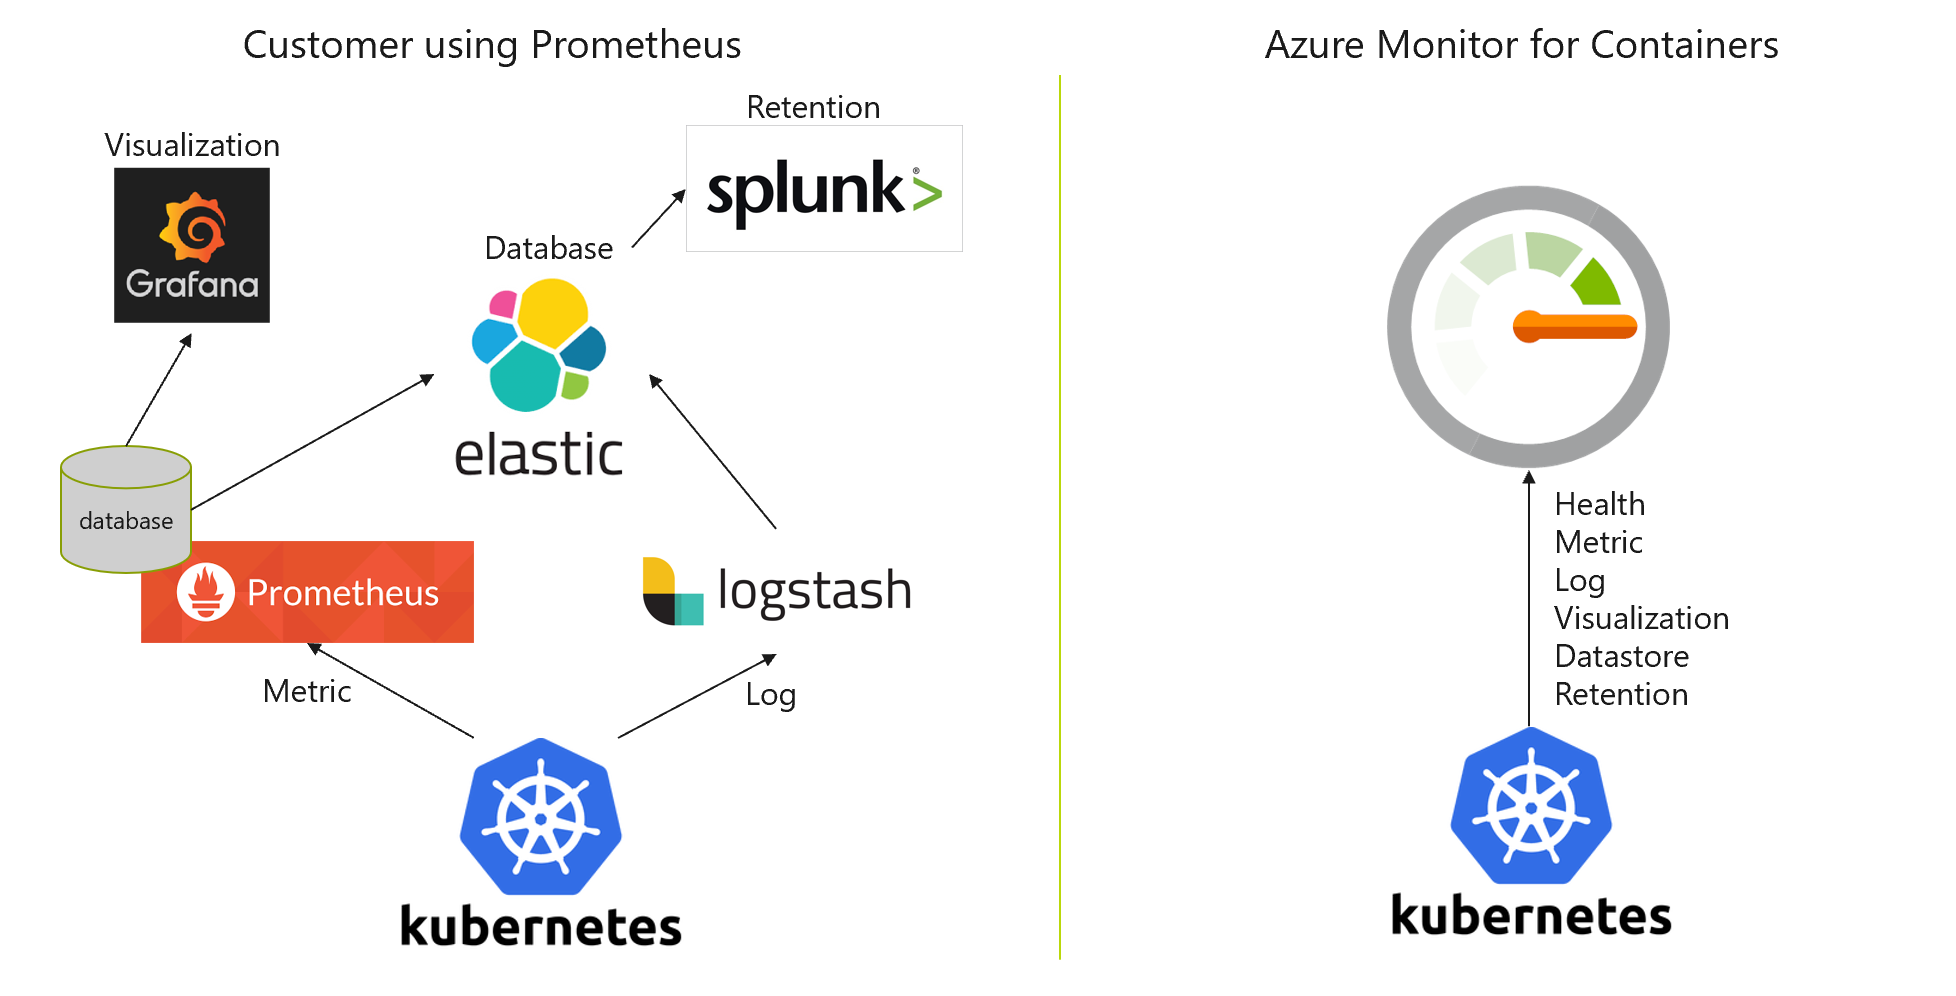 Customer using Prometheus
Azure Monitor for Containers
Retention
splunk>®
Visualization
Grafana
Database
elastic
database
Prometheus
logstash
Metric
Log
kubernetes
Health
Metric
Log
Visualization
Datastore
Retention
kubernetes